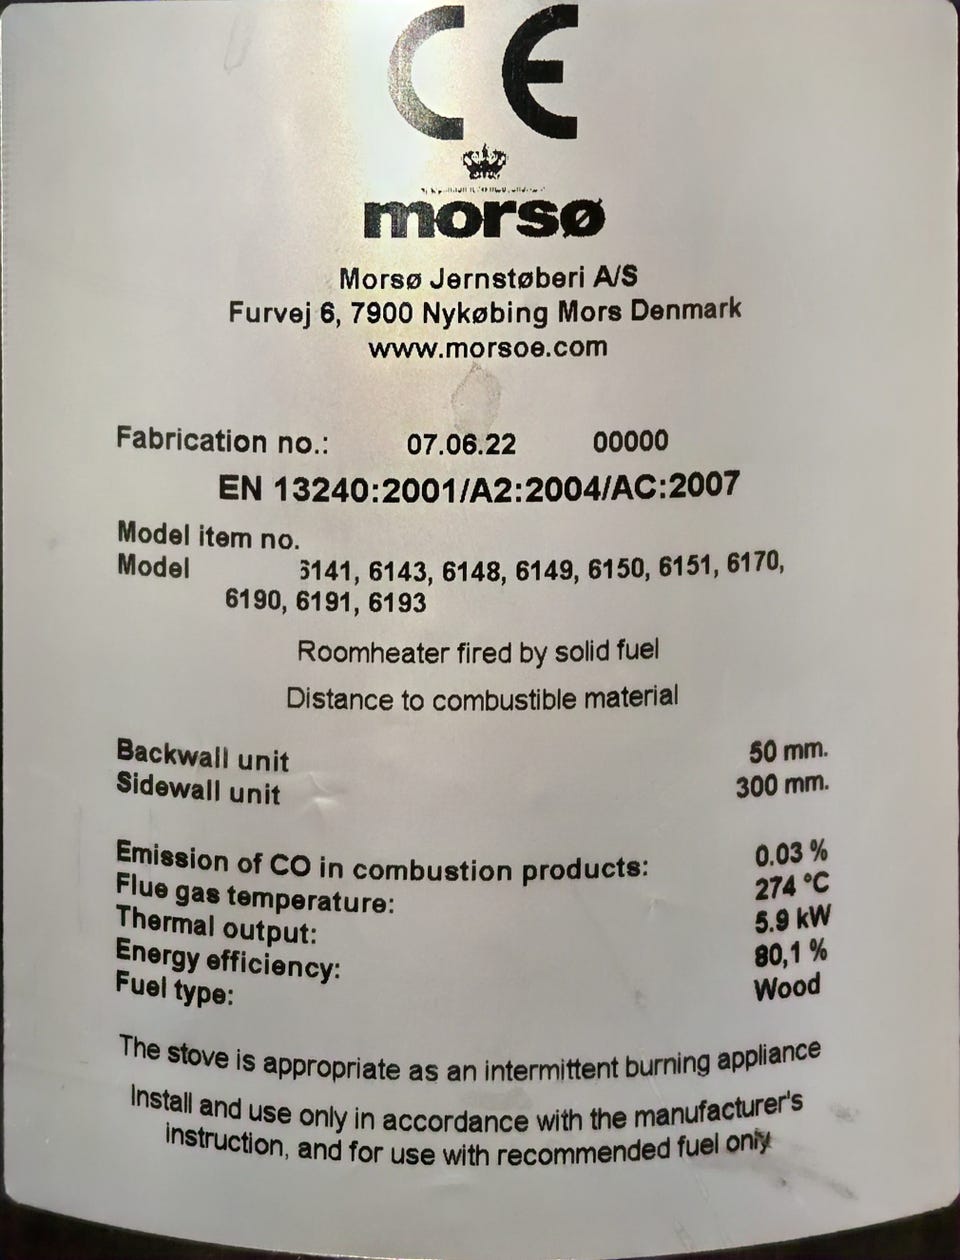 CE
morsø
Morsø Jernstøberi A/S
Furvej 6, 7900 Nykøbing Mors Denmark
www.morsoe.com
Fabrication no.: 07.06.22 00000
EN 13240:2001/A2:2004/AC:2007
Model item no.
Model 6141, 6143, 6148, 6149, 6150, 6151, 6170,
6190, 6191, 6193
Roomheater fired by solid fuel
Distance to combustible material
Backwall unit 50 mm.
Sidewall unit 300 mm.
Emission of CO in combustion products: 0.03 %
Flue gas temperature: 274 °C
Thermal output: 5.9 kW
Energy efficiency: 80,1 %
Fuel type: Wood
The stove is appropriate as an intermittent burning appliance
Install and use only in accordance with the manufacturer's
instruction, and for use with recommended fuel only